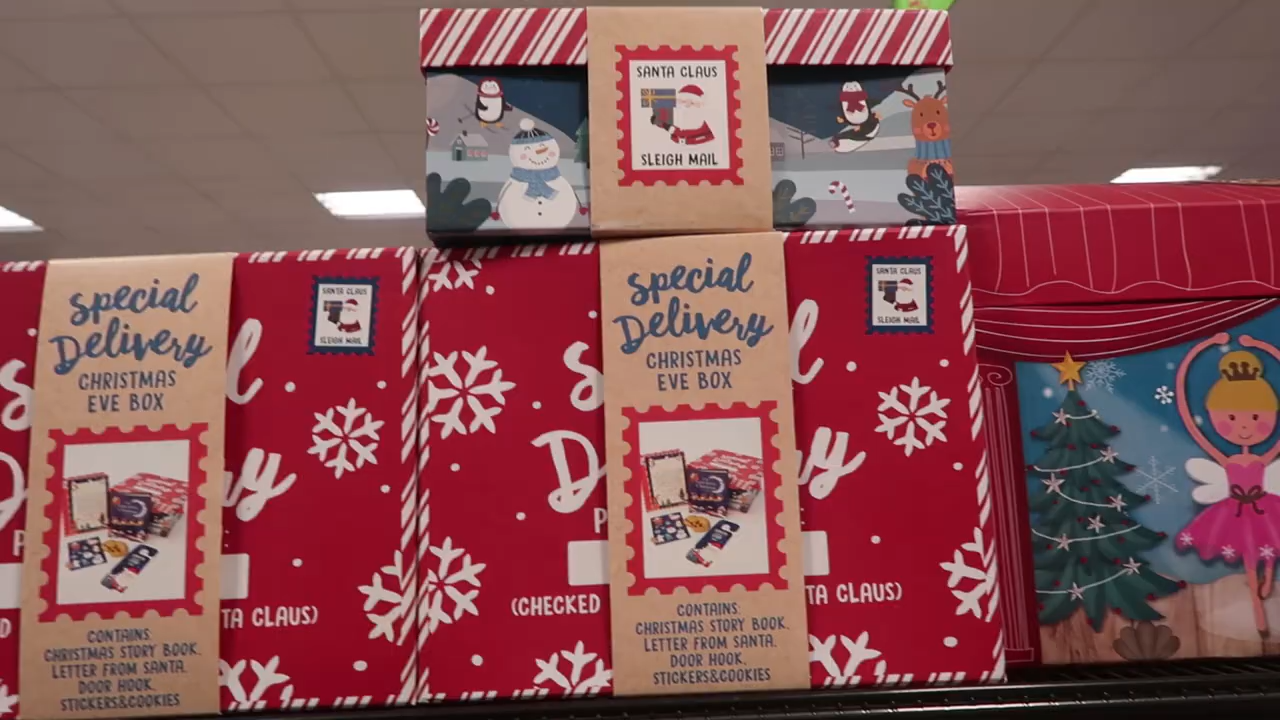 SANTA CLAUS
SLEIGH MAIL
Special
Delivery
CHRISTMAS
EVE BOX
CONTAINS:
CHRISTMAS STORY BOOK.
LETTER FROM SANTA.
DOOR HOOK.
STICKERS&COOKIES
SANTA CLAUS
SLEIGH MAIL
TA CLAUS)
Special
Delivery
CHRISTMAS
EVE BOX
CONTAINS:
CHRISTMAS STORY BOOK.
LETTER FROM SANTA.
DOOR HOOK.
STICKERS&COOKIES
(CHECKED
SANTA CLAUS
SLEIGH MAIL
TA CLAUS)